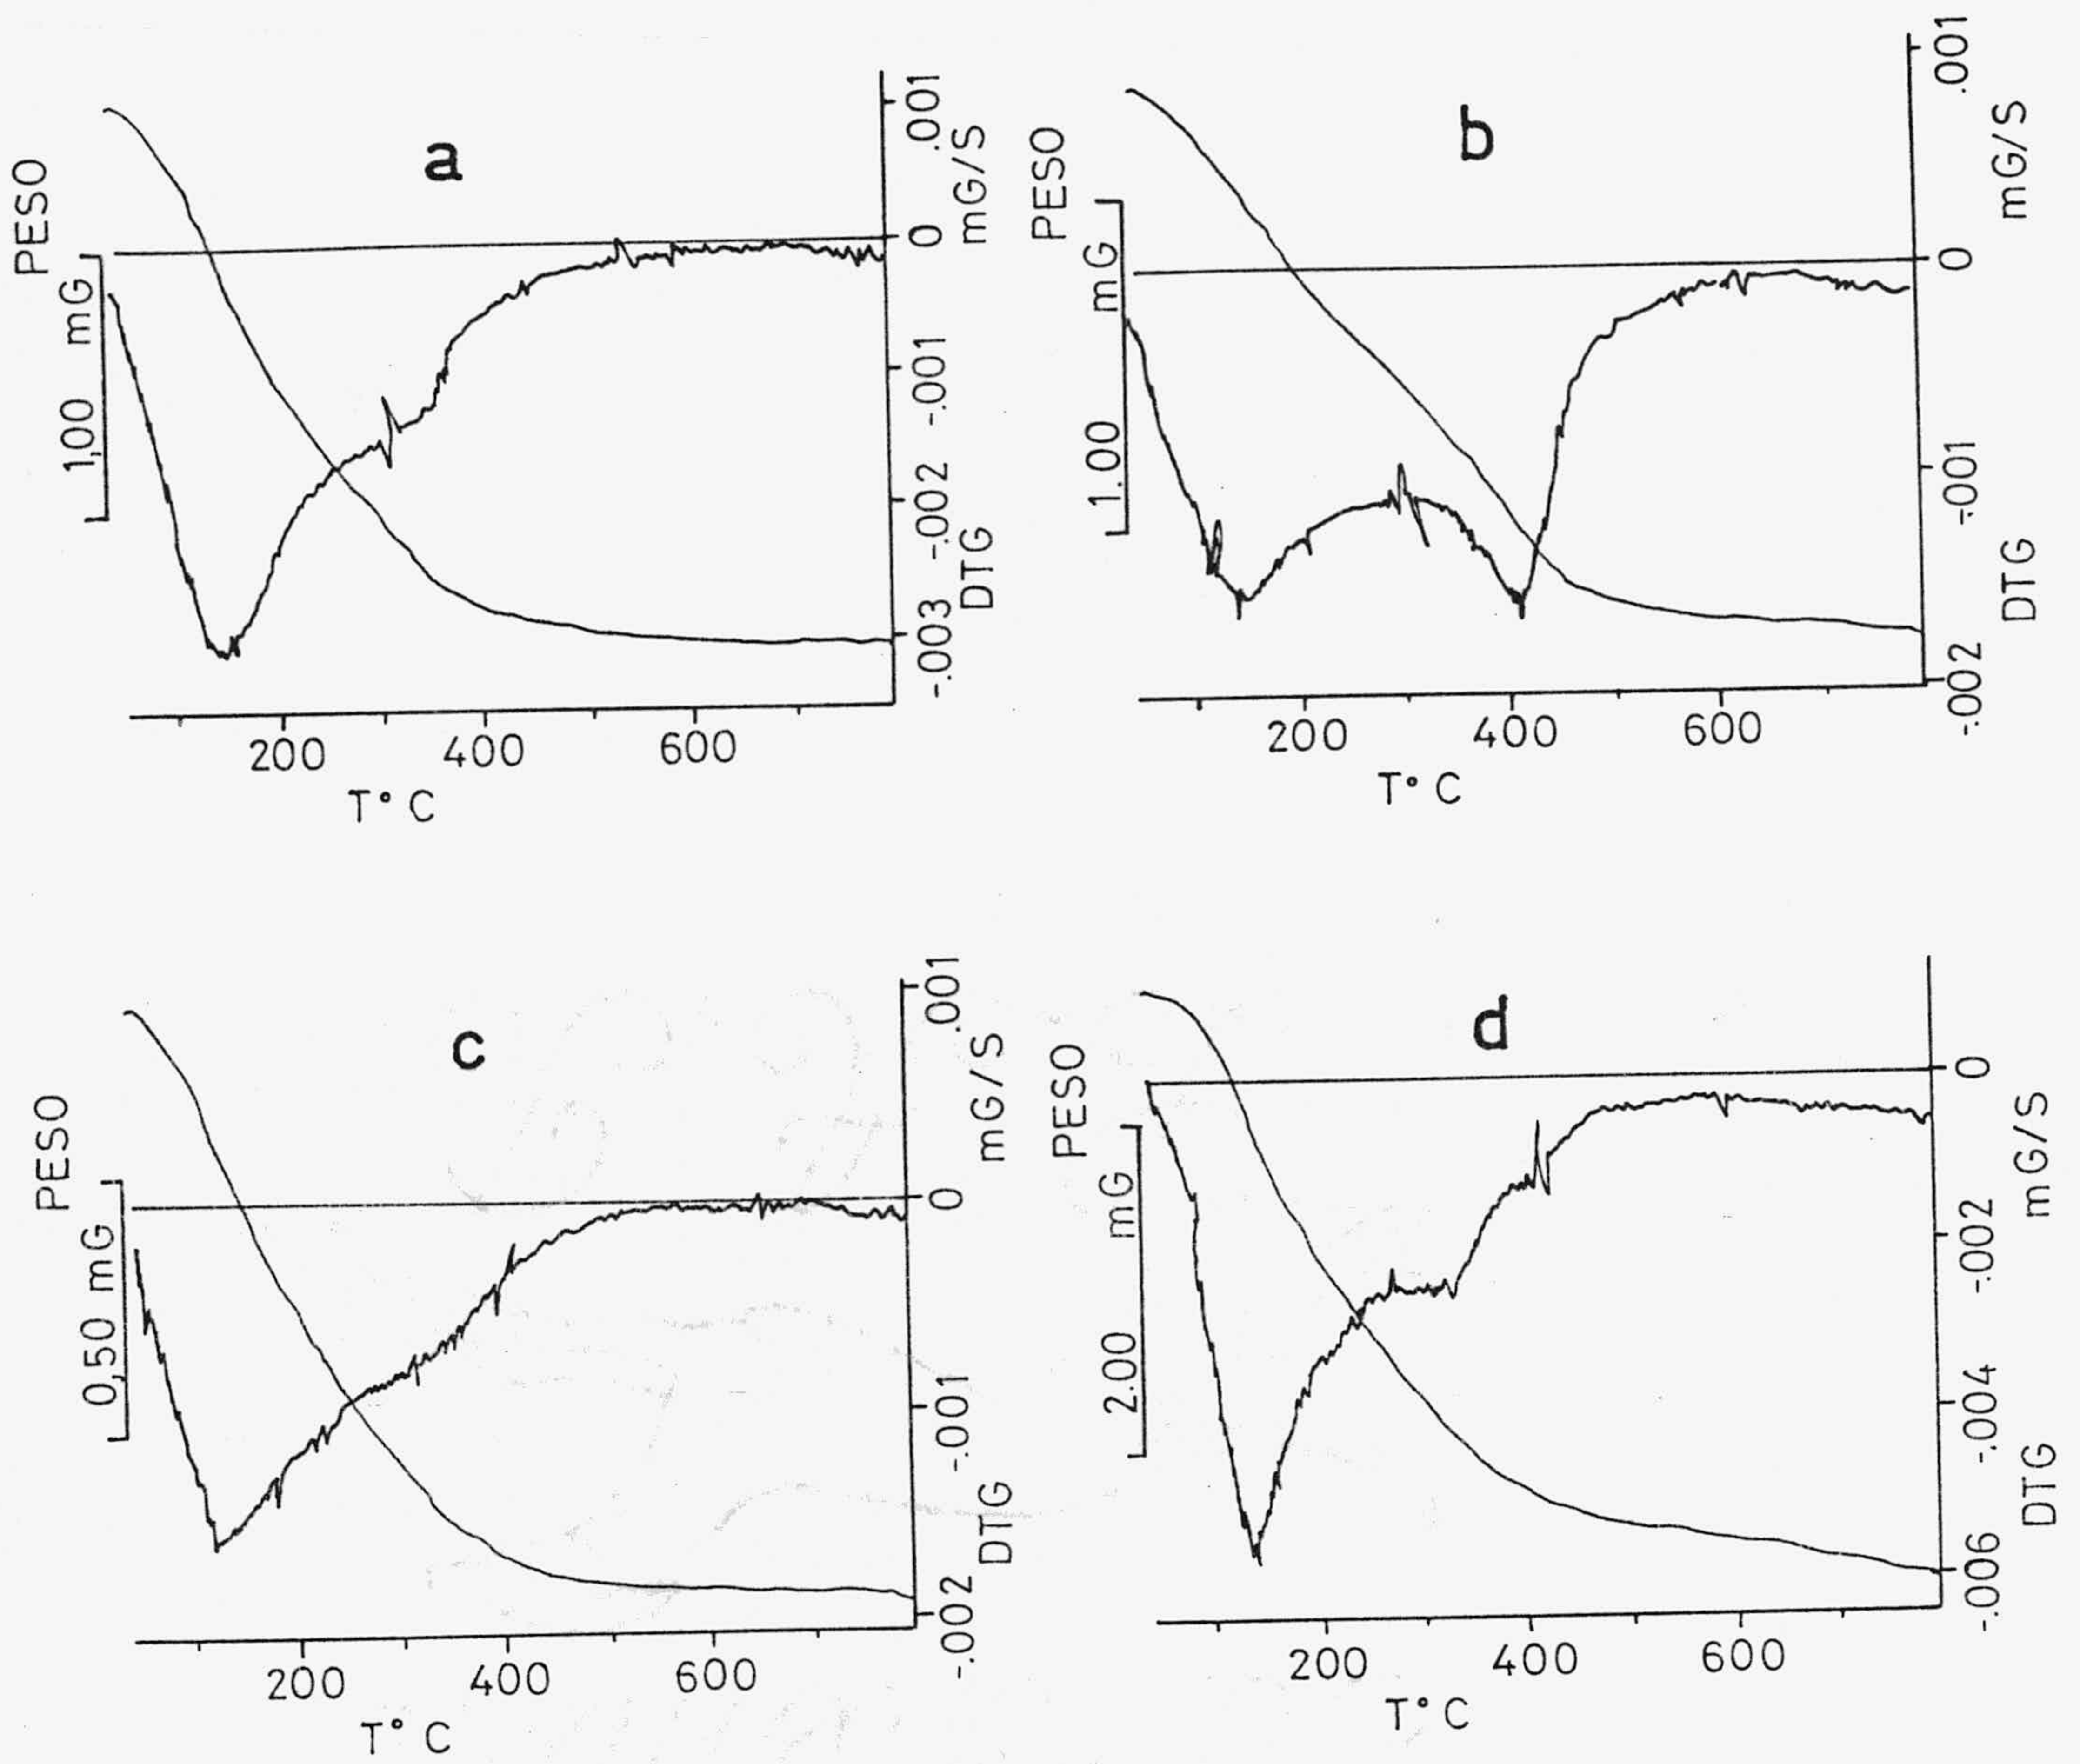 a
PESO
1,00 mG
.001
0
-.001
-.002
-.003
mG/S
DTG
200 400 600
T° C
b
PESO
1.00 mG
.001
0
-.001
-.002
mG/S
DTG
200 400 600
T° C
c
PESO
0,50 mG
.001
0
-.001
-.002
mG/S
DTG
200 400 600
T° C
d
PESO
2.00 mG
0
-.002
-.004
-.006
mG/S
DTG
200 400 600
T° C